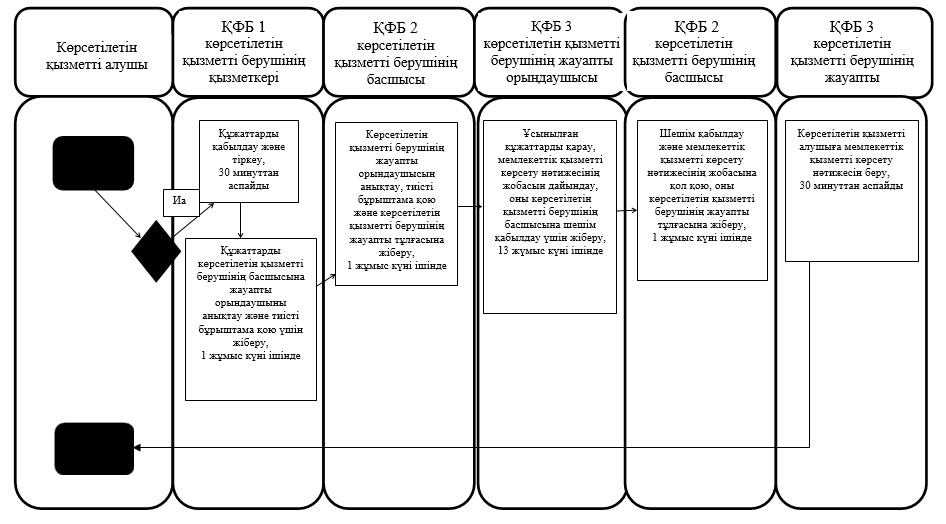 Көрсетілетін
қызметті алушы
ҚФБ 1
көрсетілетін
қызметті берушінің
қызметкері
ҚФБ 2
көрсетілетін
қызметті берушінің
басшысы
ҚФБ 3
көрсетілетін қызметті
берушінің жауапты
орындаушысы
ҚФБ 2
көрсетілетін
қызметті берушінің
басшысы
ҚФБ 3
көрсетілетін
қызметті берушінің
жауапты
Иа
Құжаттарды
қабылдау және
тіркеу,
30 минуттан
аспайды
Құжаттарды
көрсетілетін қызметті
берушінің басшысына
жауапты
орындаушыны
анықтау және тиісті
бұрыштама қою үшін
жіберу,
1 жұмыс күні ішінде
Көрсетілетін
қызметті берушінің
жауапты
орындаушысын
анықтау, тиісті
бұрыштама қою
және көрсетілетін
қызметті берушінің
жауапты тұлғасына
жіберу,
1 жұмыс күні ішінде
Ұсынылған
құжаттарды қарау,
мемлекеттік қызметті
көрсету нәтижесінің
жобасын дайындау,
оны көрсетілетін
қызметті берушінің
басшысына шешім
қабылдау үшін жіберу,
13 жұмыс күні ішінде
Шешім қабылдау
және мемлекеттік
қызметті көрсету
нәтижесінің жобасына
қол қою, оны
көрсетілетін қызметті
берушінің жауапты
тұлғасына жіберу,
1 жұмыс күні ішінде
Көрсетілетін қызметті
алушыға мемлекеттік
қызметті көрсету
нәтижесін беру,
30 минуттан аспайды